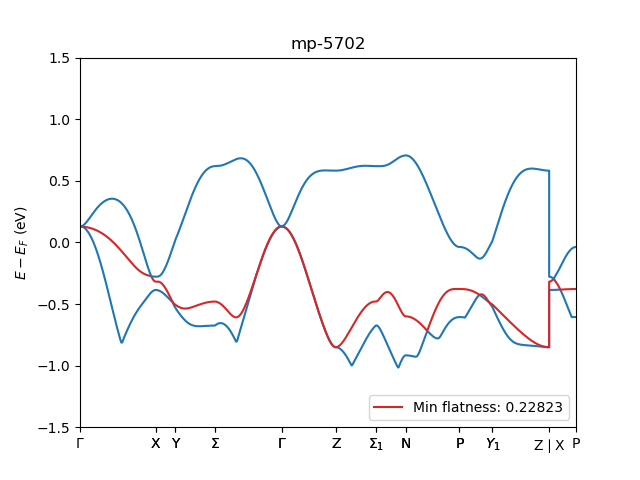 mp-5702
E − E_F (eV)
1.5
1.0
0.5
0.0
−0.5
−1.0
−1.5
Min flatness: 0.22823
Γ X Y Σ Γ Z Σ₁ N P Y₁ Z | X P